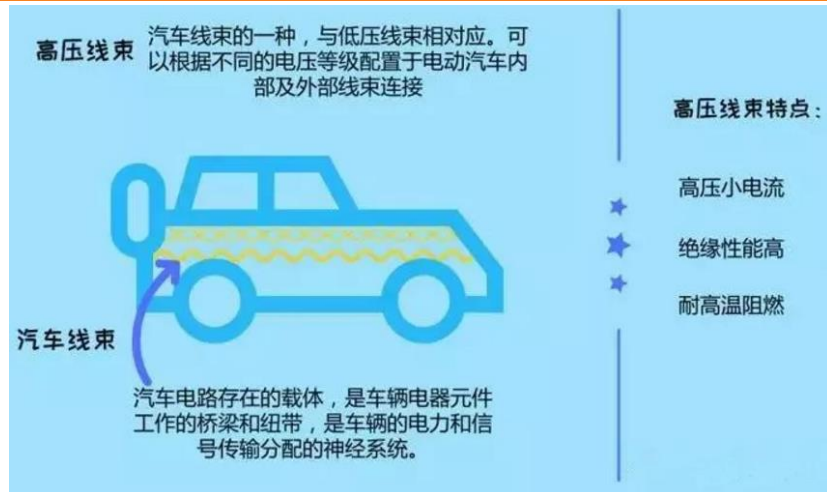 高压线束
汽车线束的一种，与低压线束相对应。可
以根据不同的电压等级配置于电动汽车内
部及外部线束连接
汽车线束
汽车电路存在的载体，是车辆电器元件
工作的桥梁和纽带，是车辆的电力和信
号传输分配的神经系统。
高压线束特点：
高压小电流
绝缘性能高
耐高温阻燃